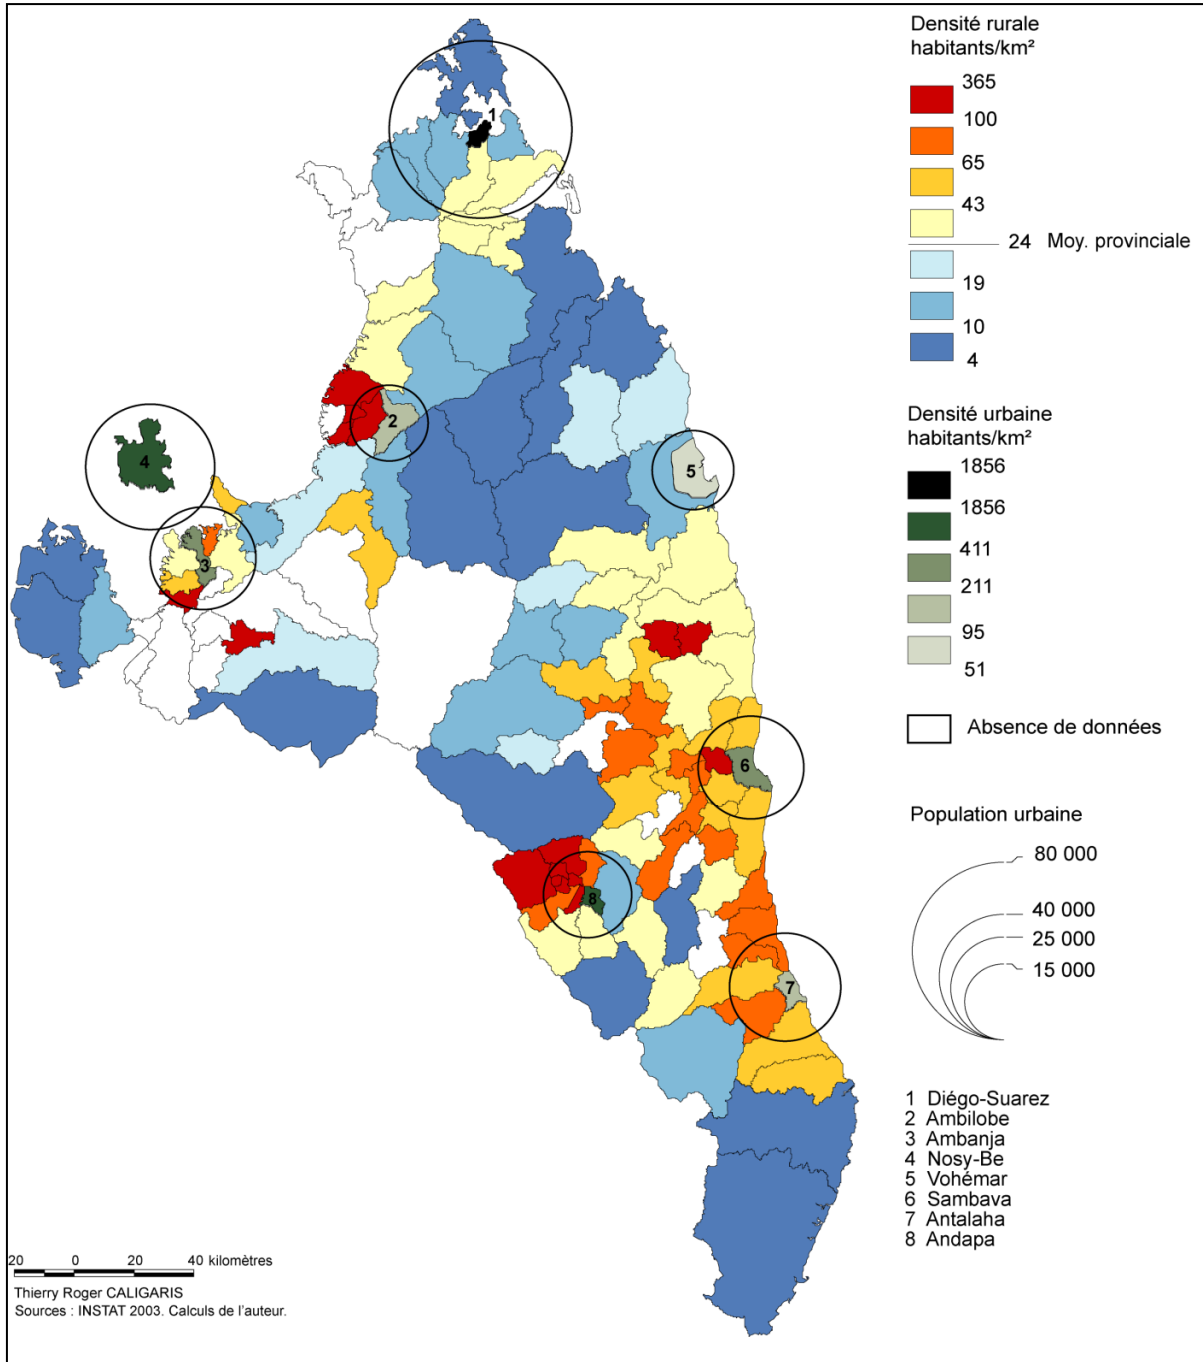 Densité rurale
habitants/km²
365
100
65
43
24 Moy. provinciale
19
10
4
Densité urbaine
habitants/km²
1856
1856
411
211
95
51
Absence de données
Population urbaine
80 000
40 000
25 000
15 000
1 Diégo-Suarez
2 Ambilobe
3 Ambanja
4 Nosy-Be
5 Vohémar
6 Sambava
7 Antalaha
8 Andapa
1
2
4
5
3
6
8
7
20 0 20 40 kilomètres
Thierry Roger CALIGARIS
Sources : INSTAT 2003. Calculs de l'auteur.